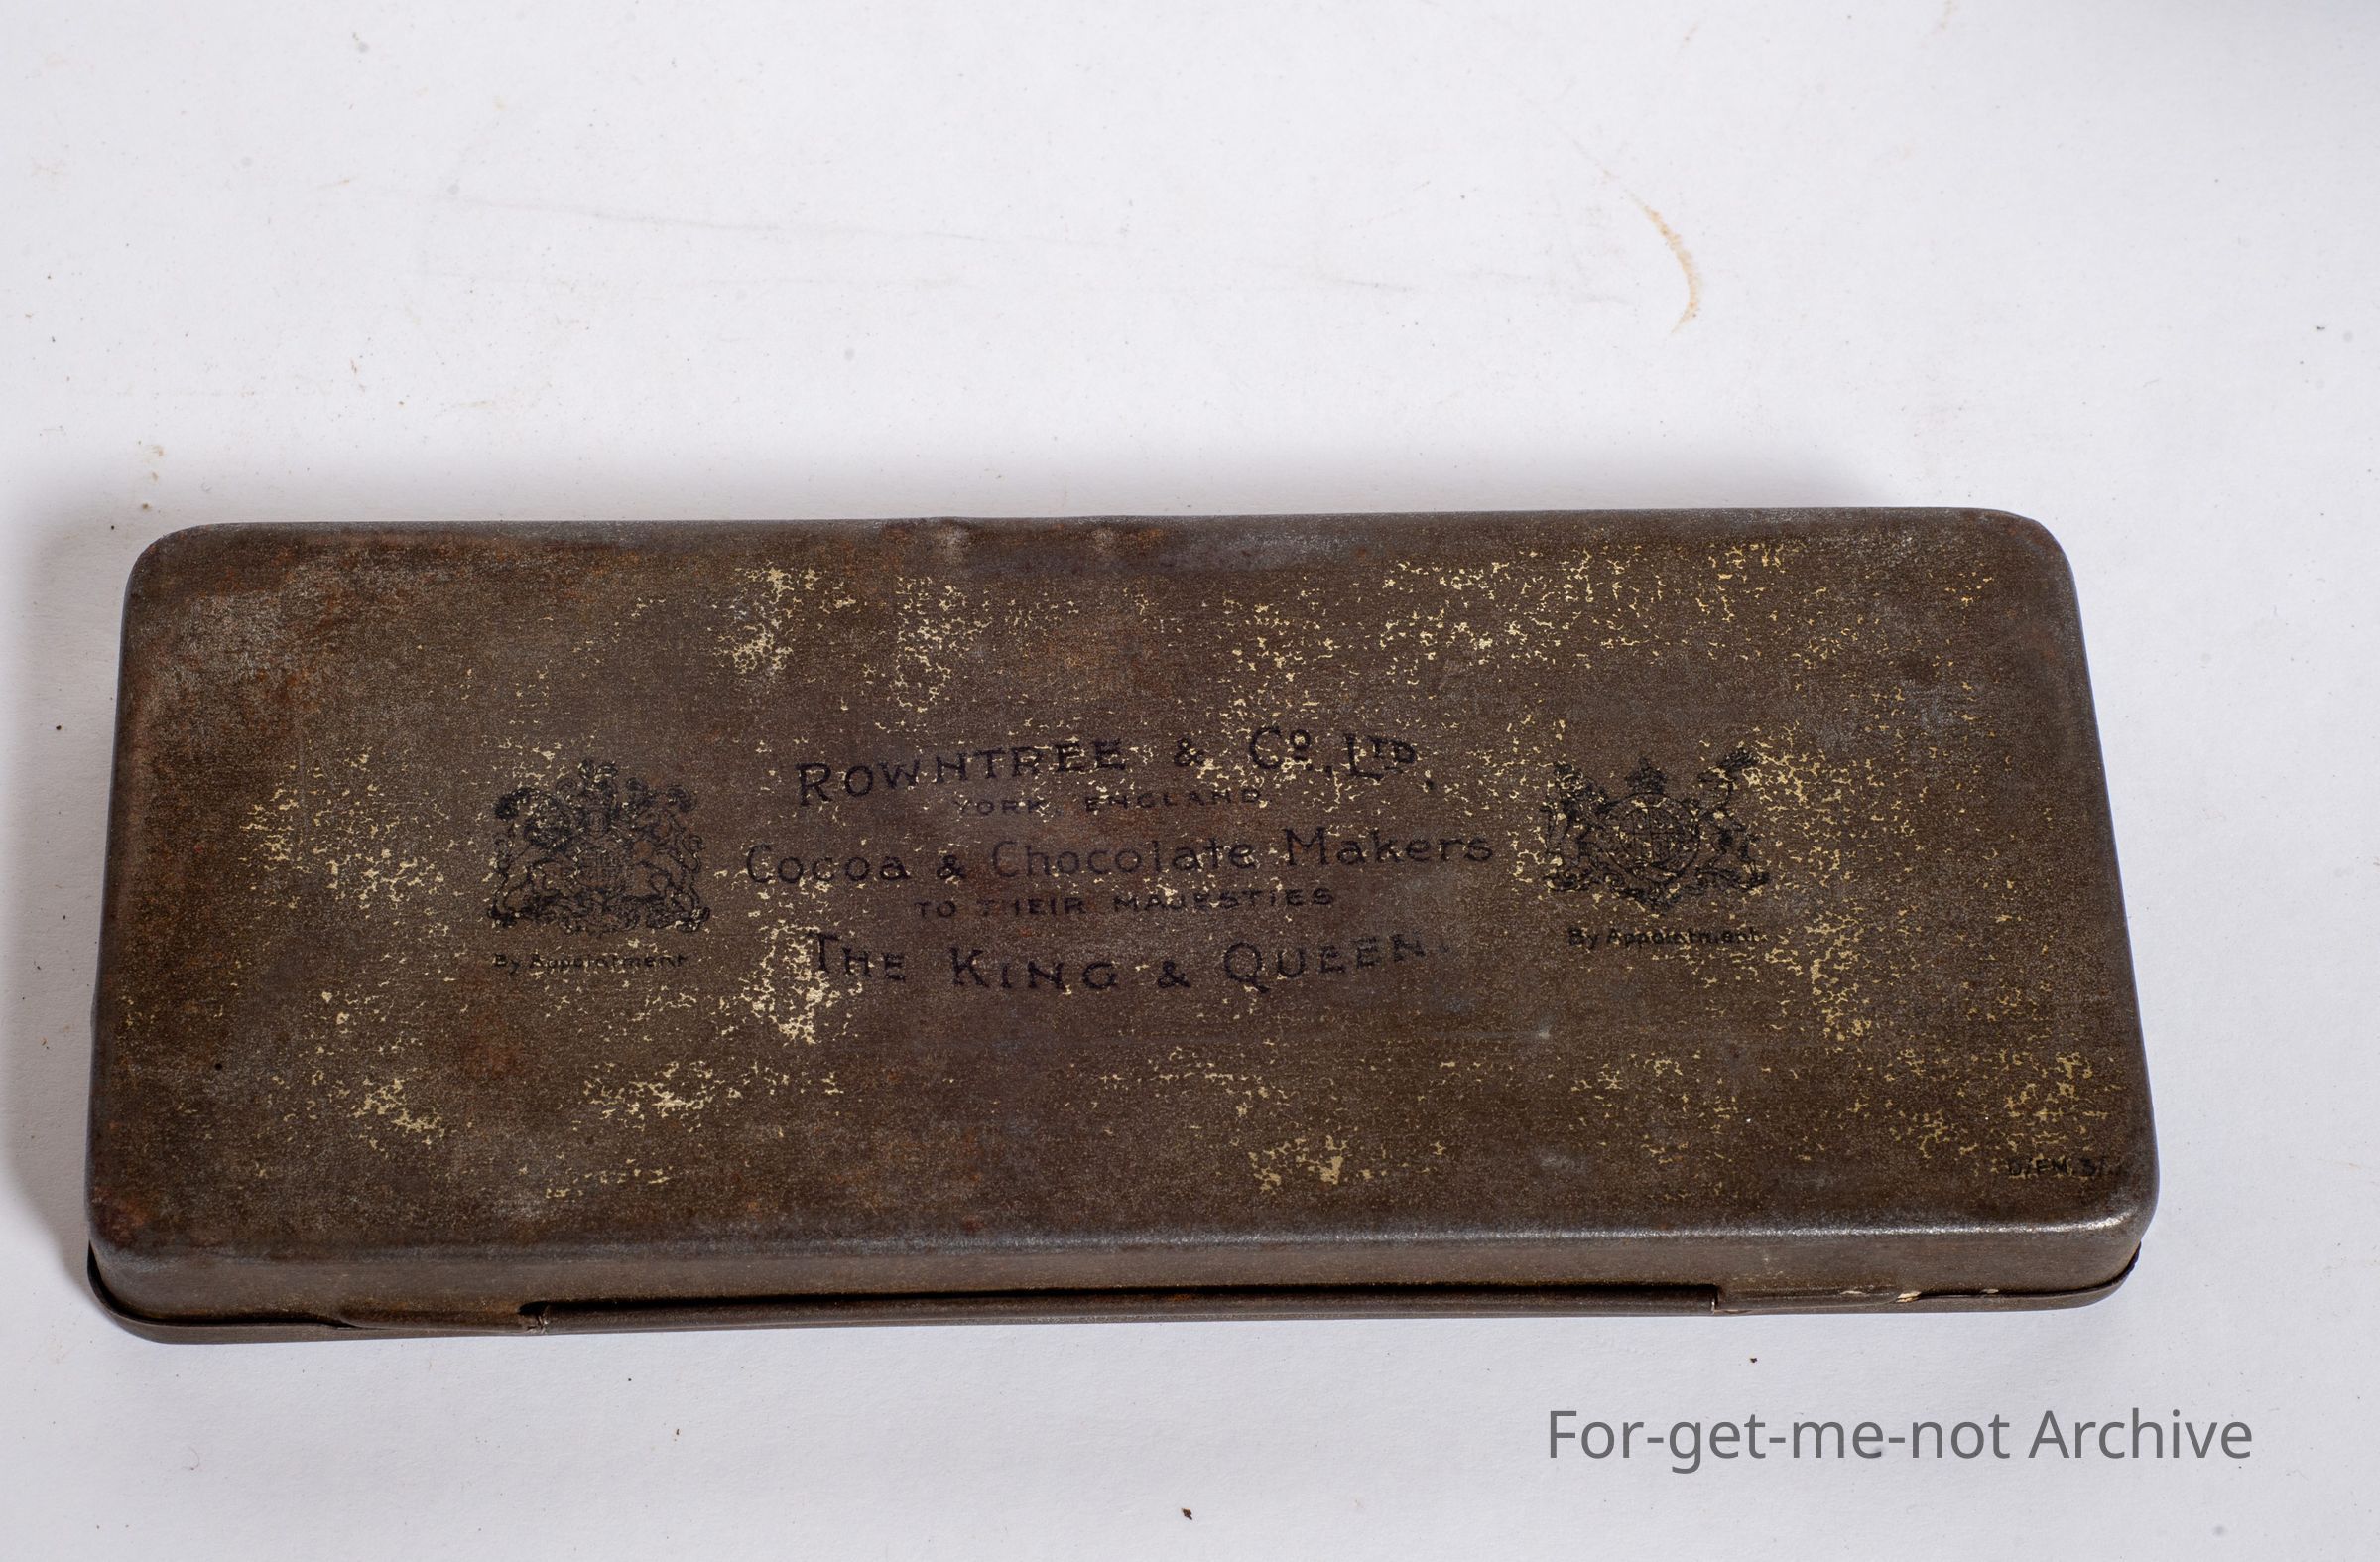 ROWNTREE & Co. LTD.
YORK, ENGLAND
Cocoa & Chocolate Makers
TO THEIR MAJESTIES
THE KING & QUEEN.
By Appointment
By Appointment
For-get-me-not Archive